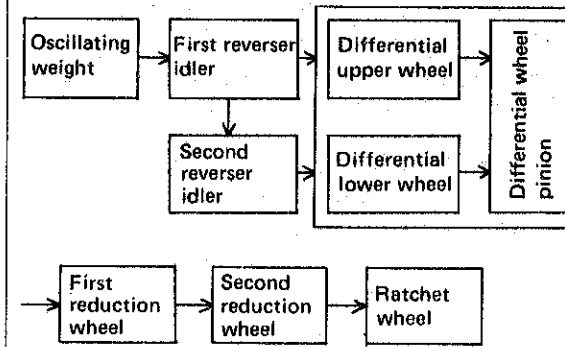 Oscillating
weight
First reverser
idler
Differential
upper wheel
Differential wheel
pinion
Second
reverser
idler
Differential
lower wheel
First
reduction
wheel
Second
reduction
wheel
Ratchet
wheel